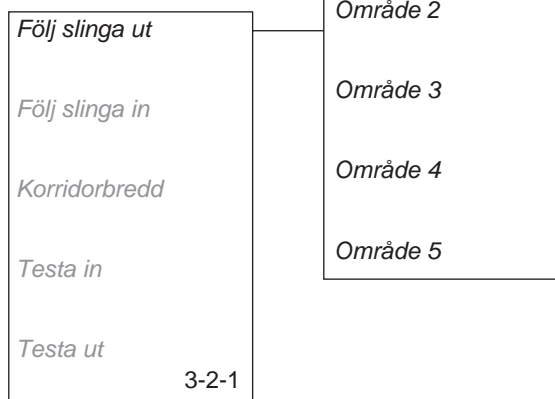 Följ slinga ut
Följ slinga in
Korridorbredd
Testa in
Testa ut
3-2-1
Område 2
Område 3
Område 4
Område 5